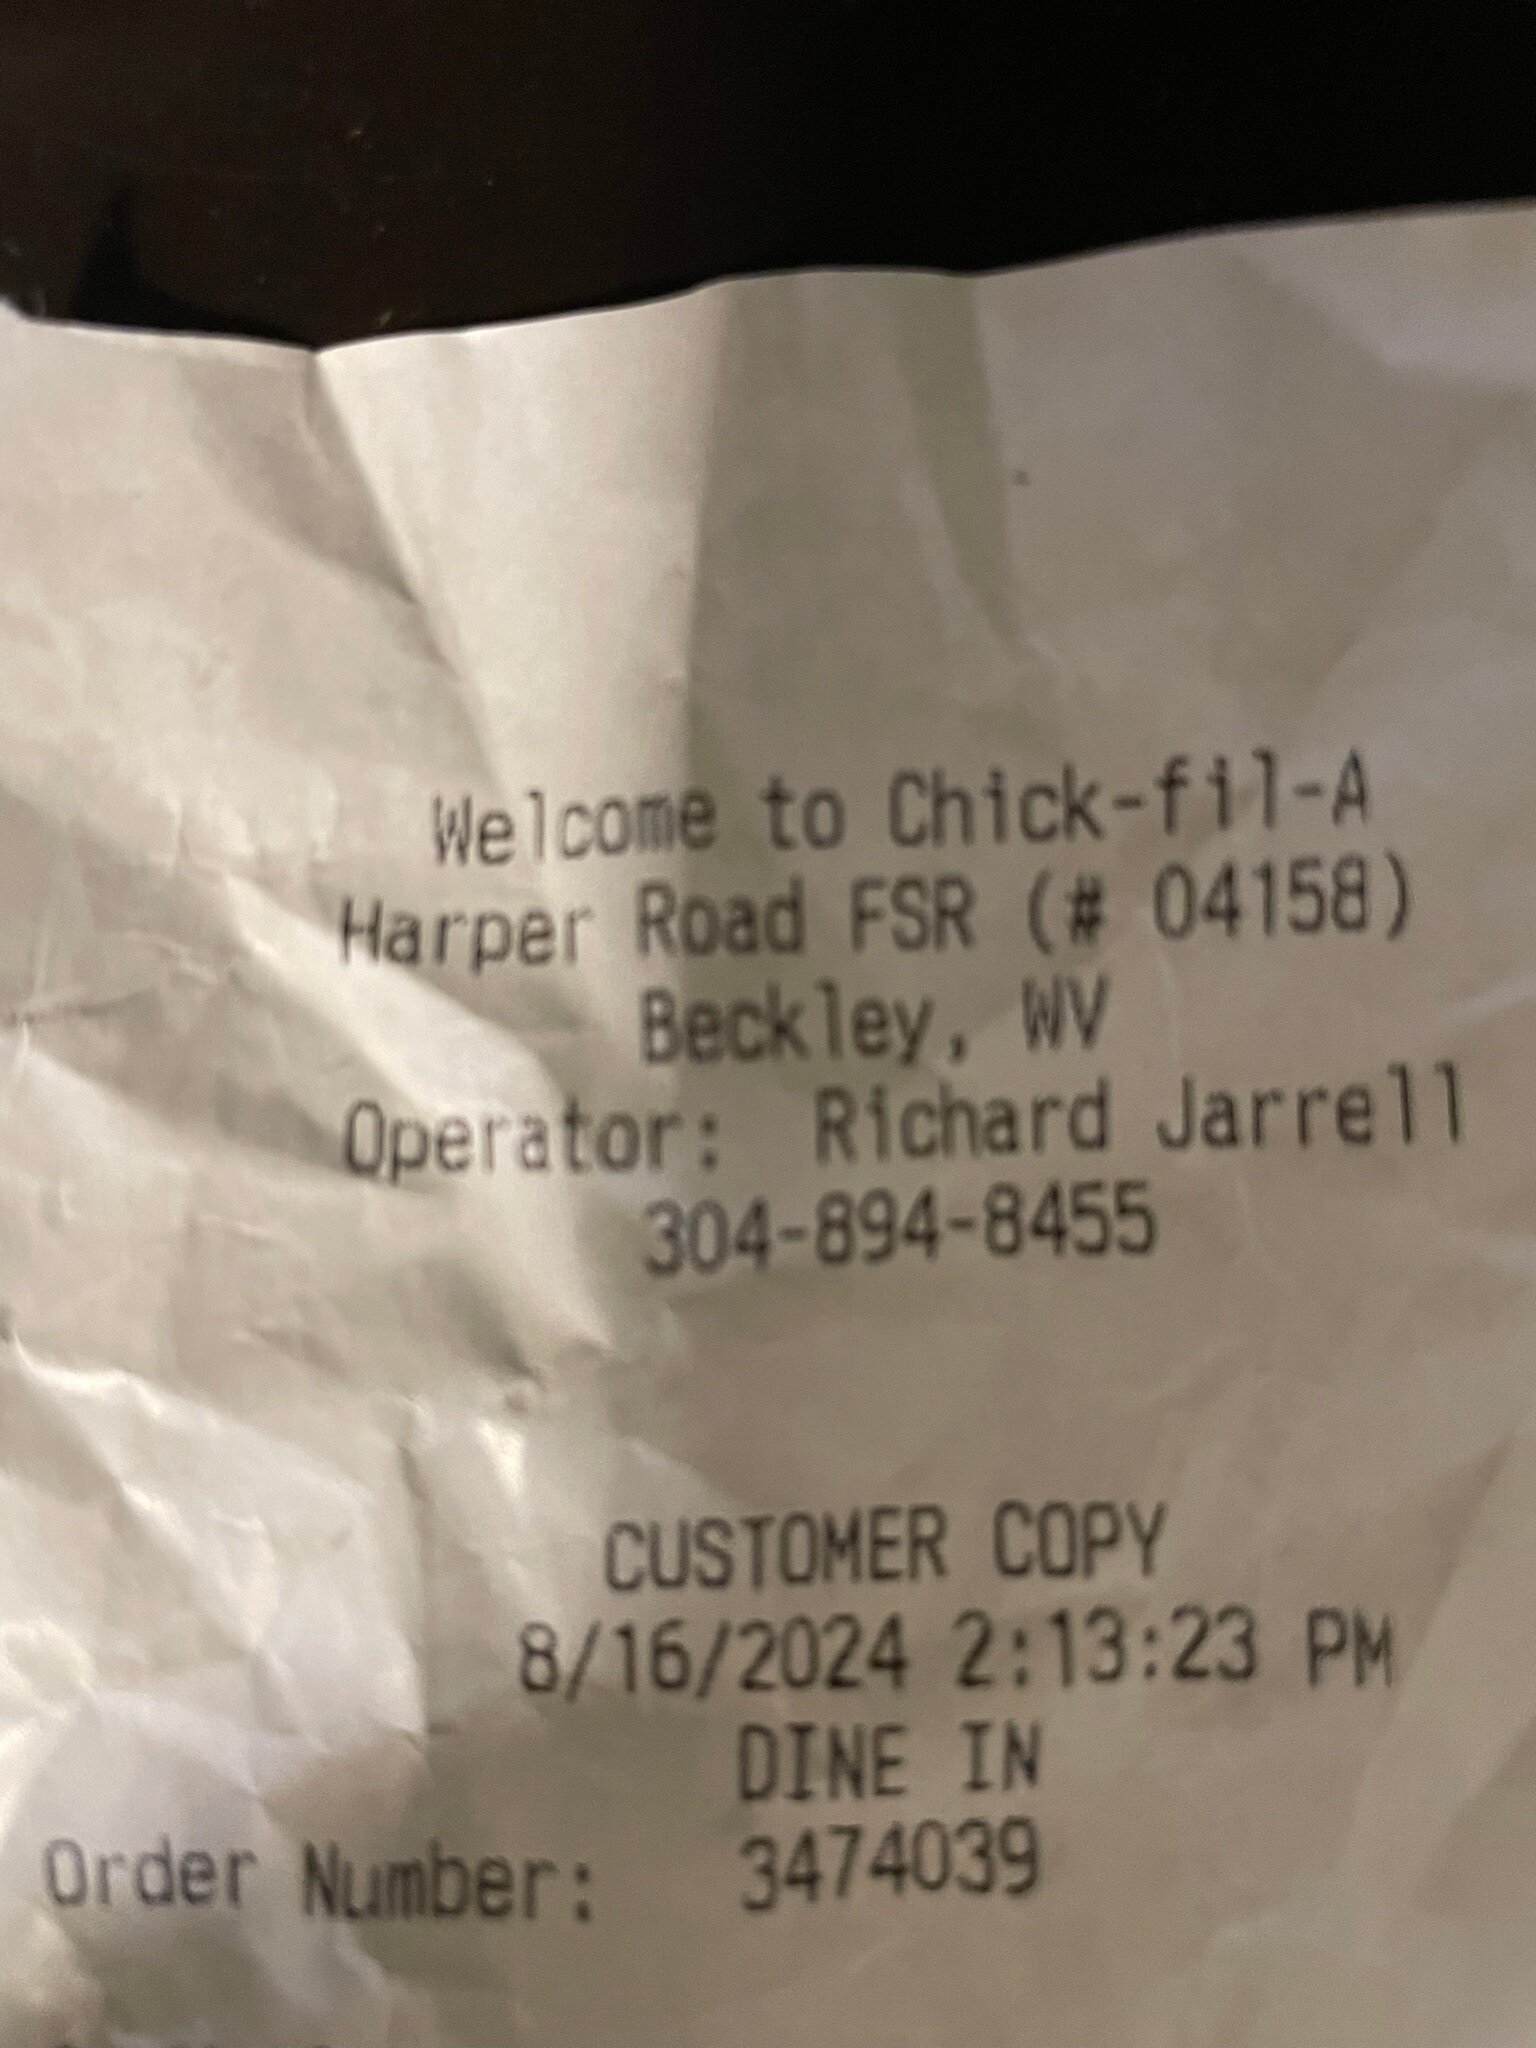 Welcome to Chick-fil-A
Harper Road FSR (# 04158)
Beckley, WV
Operator: Richard Jarrell
304-894-8455
CUSTOMER COPY
8/16/2024 2:13:23 PM
DINE IN
Order Number: 3474039